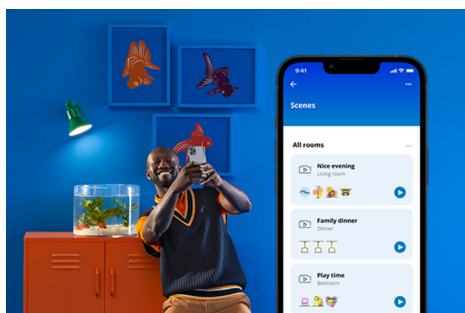 9:41
Scenes
All rooms
Nice evening
Living room
Family dinner
Dinner
Play time
Bedroom